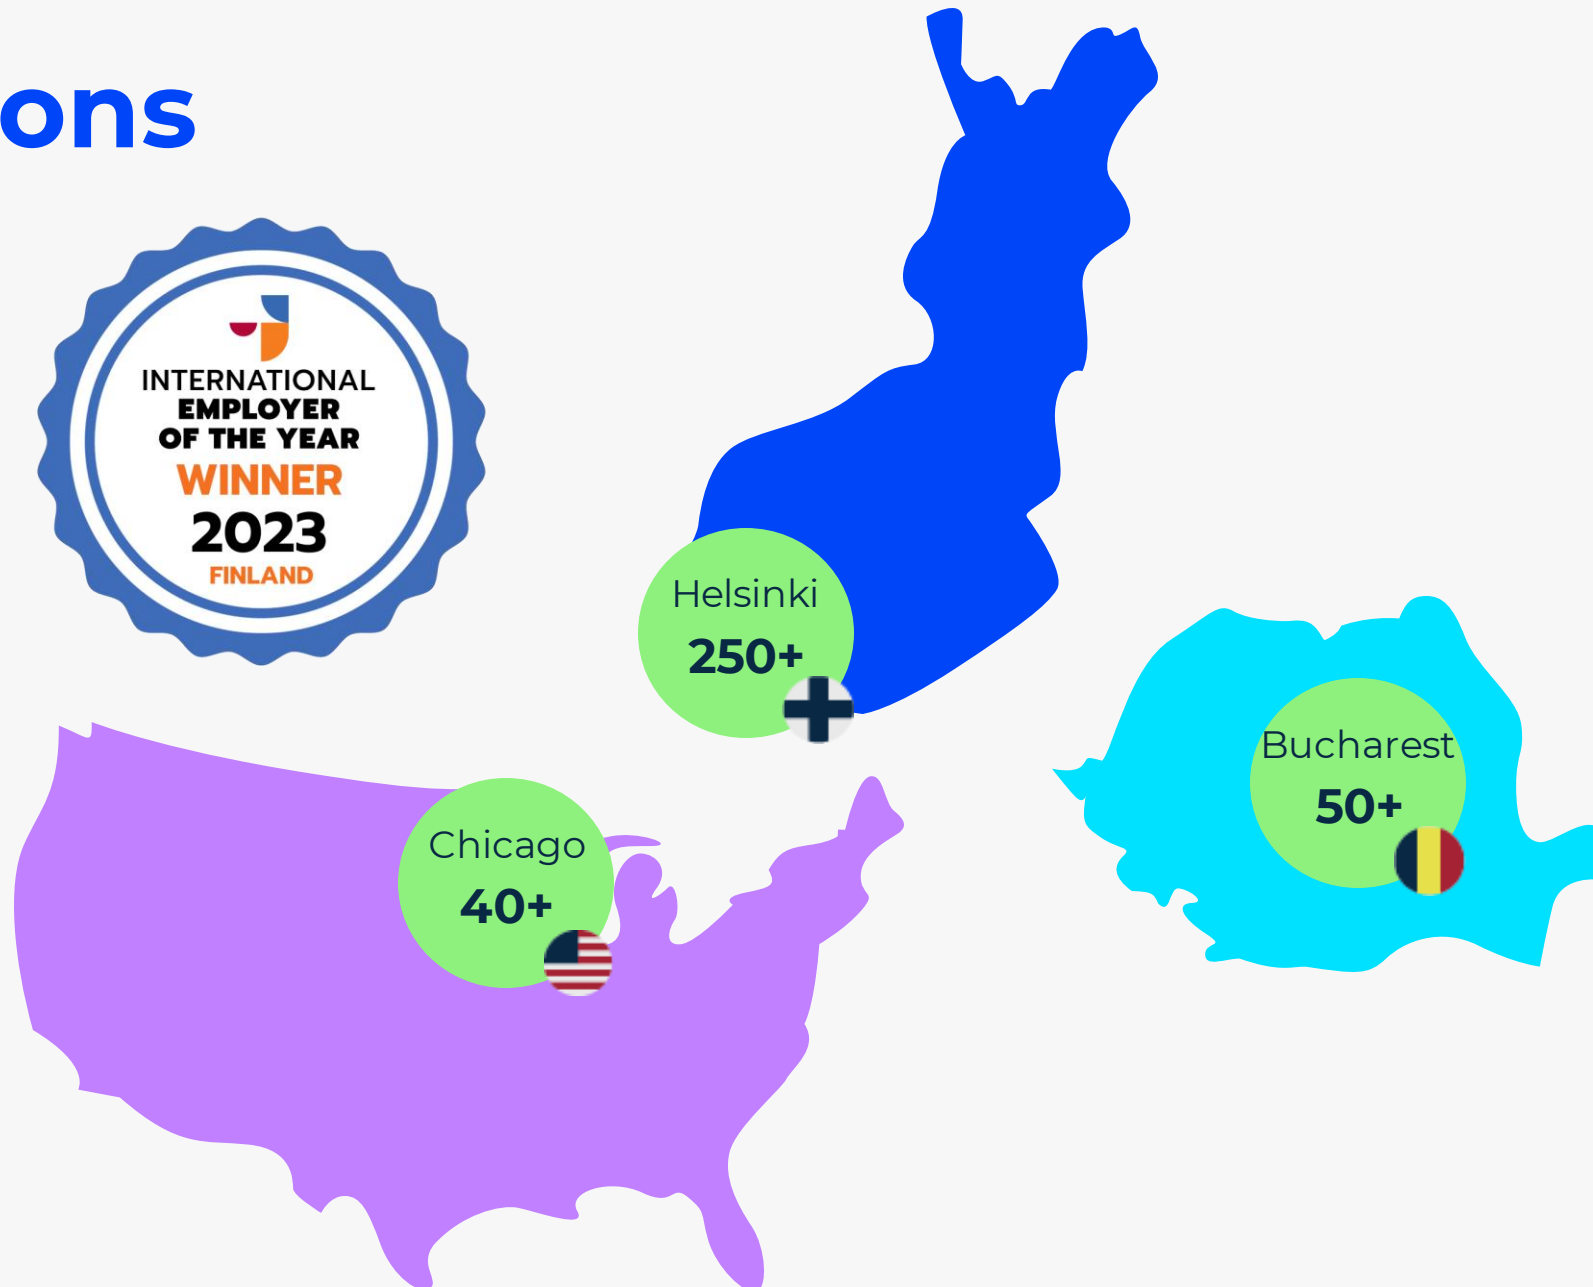 ons
INTERNATIONAL
EMPLOYER
OF THE YEAR
WINNER
2023
FINLAND
Helsinki
250+
Bucharest
50+
Chicago
40+